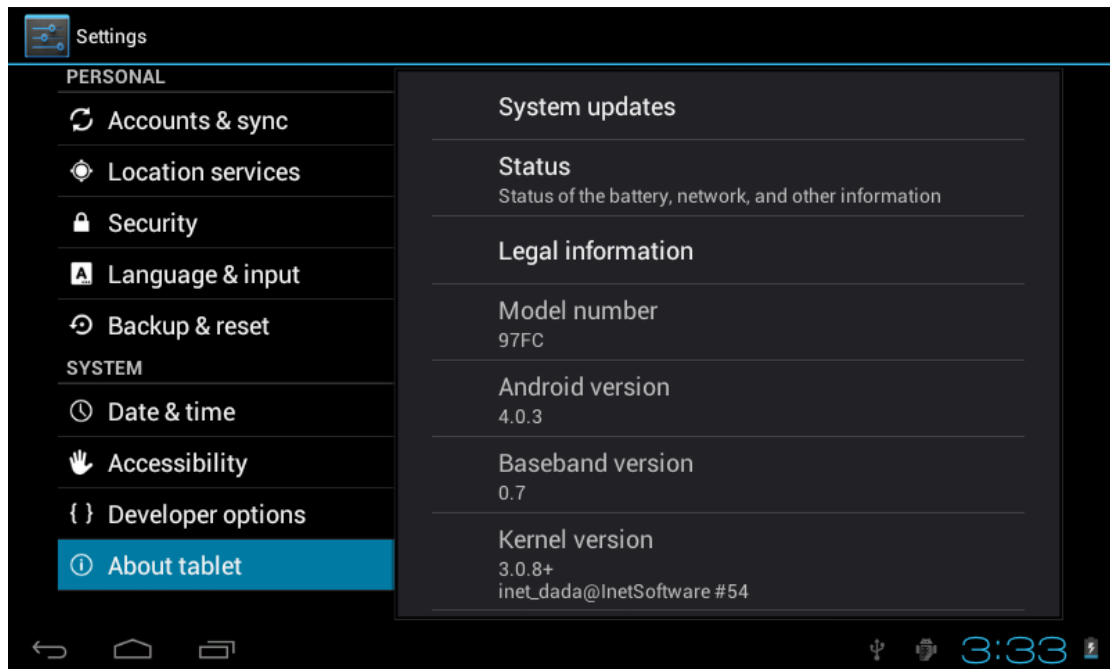 Settings
PERSONAL
Accounts & sync
Location services
Security
Language & input
Backup & reset
SYSTEM
Date & time
Accessibility
{ } Developer options
About tablet
System updates
Status
Status of the battery, network, and other information
Legal information
Model number
97FC
Android version
4.0.3
Baseband version
0.7
Kernel version
3.0.8+
inet_dada@InetSoftware #54
3:33